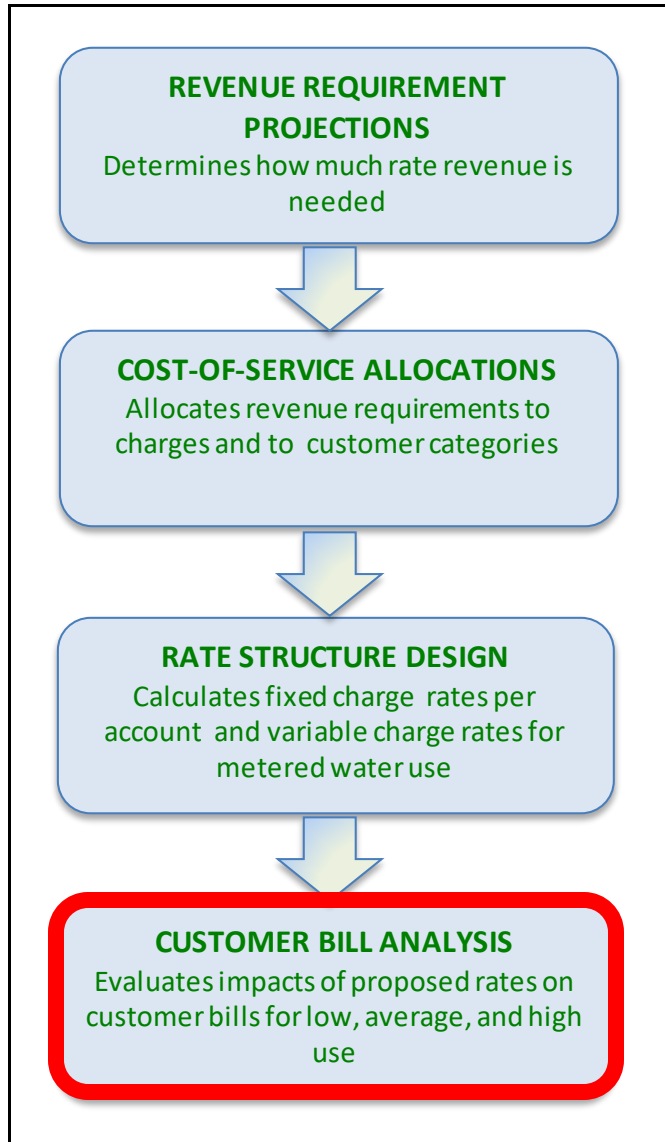 REVENUE REQUIREMENT
PROJECTIONS
Determines how much rate revenue is
needed
COST-OF-SERVICE ALLOCATIONS
Allocates revenue requirements to
charges and to customer categories
RATE STRUCTURE DESIGN
Calculates fixed charge rates per
account and variable charge rates for
metered water use
CUSTOMER BILL ANALYSIS
Evaluates impacts of proposed rates on
customer bills for low, average, and high
use